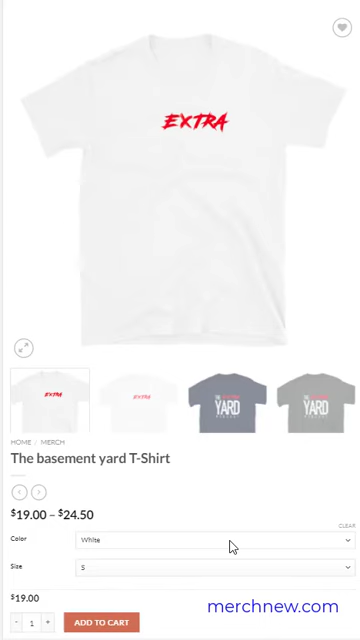 EXTRA
EXTRA
EXTRA
YARD
YARD
HOME / MERCH
The basement yard T-Shirt
$19.00 – $24.50
CLEAR
Color
White
Size
S
$19.00
- 1 +
ADD TO CART
merchnew.com